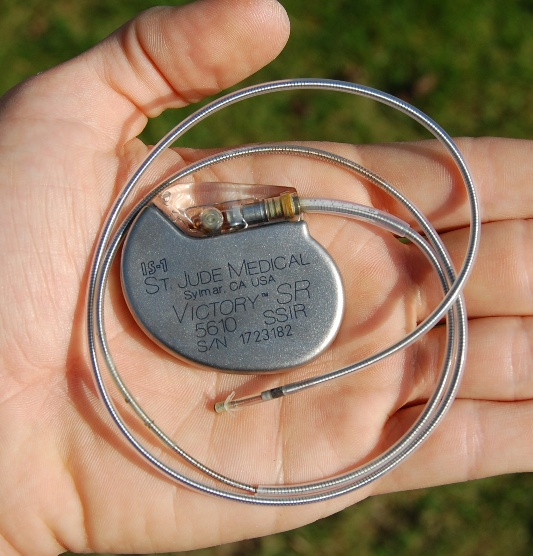 IS-1
ST. JUDE MEDICAL
Sylmar, CA USA
VICTORY™ SR
5610 SSIR
S/N 1723182